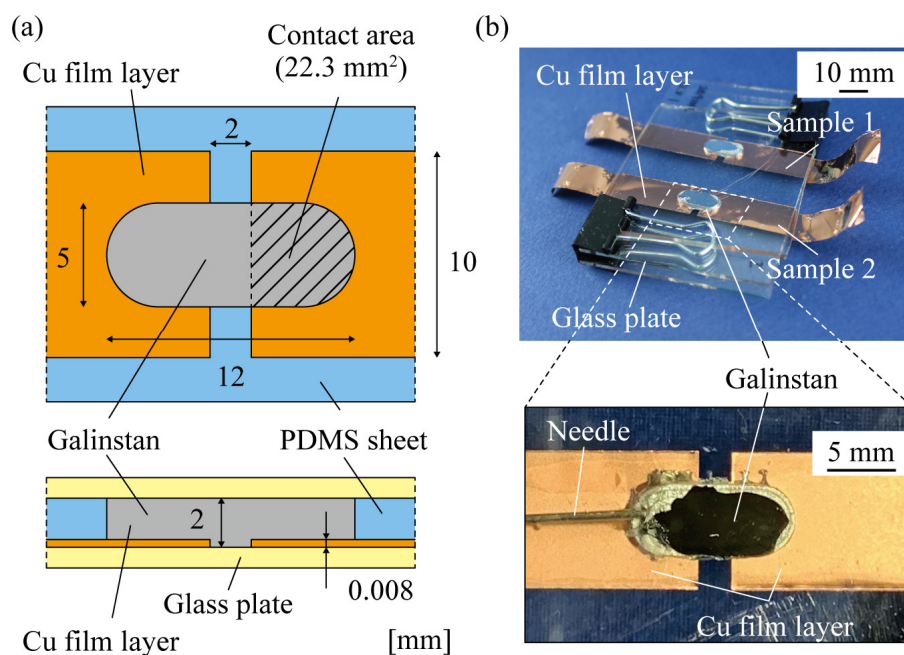 (a)
Contact area
(22.3 mm²)
Cu film layer
2
5
10
12
Galinstan
PDMS sheet
2
Glass plate
0.008
Cu film layer
[mm]
(b)
Cu film layer
10 mm
Sample 1
Sample 2
Glass plate
Galinstan
Needle
5 mm
Cu film layer